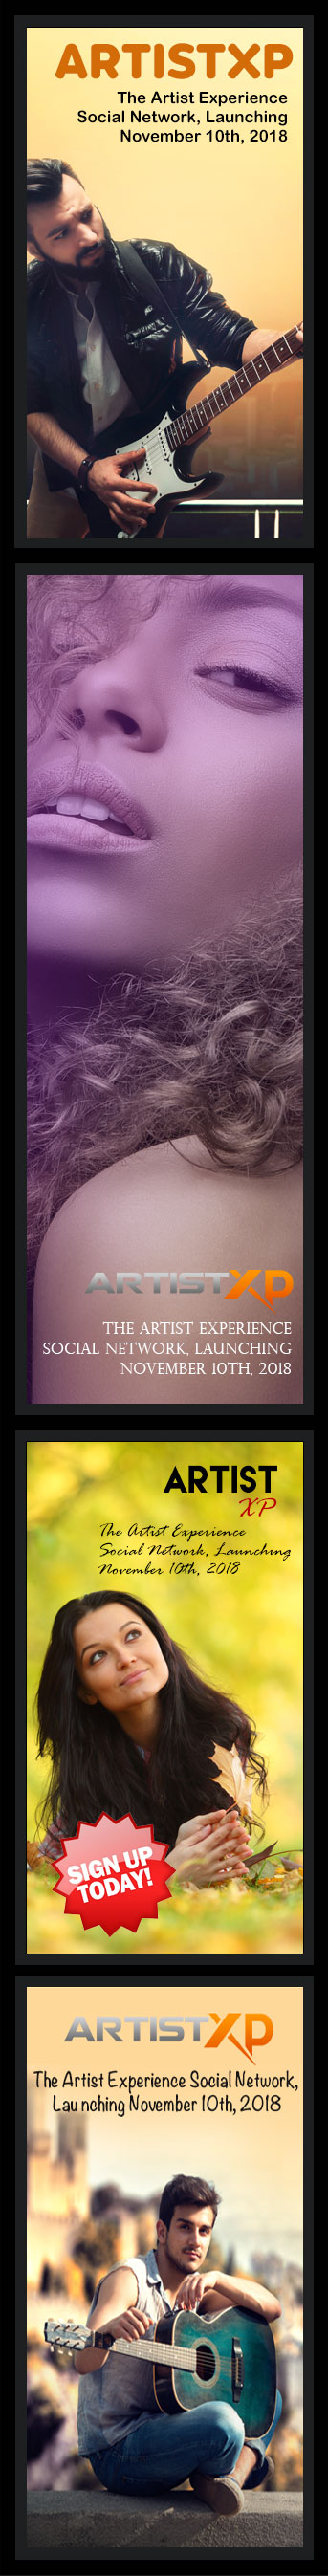 ARTISTXP
The Artist Experience
Social Network, Launching
November 10th, 2018
ARTISTXP
THE ARTIST EXPERIENCE
SOCIAL NETWORK, LAUNCHING
NOVEMBER 10TH, 2018
ARTIST
XP
The Artist Experience
Social Network, Launching
November 10th, 2018
SIGN UP
TODAY!
ARTISTXP
The Artist Experience Social Network,
Lau nching November 10th, 2018